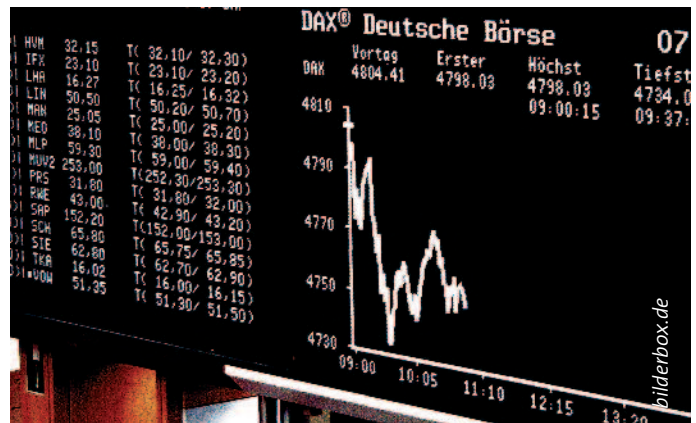 HVM 32,15 T( 32,10/ 32,30)
IFX 23,10 T( 23,10/ 23,20)
LHA 16,27 T( 16,25/ 16,32)
LIN 50,50 T( 50,20/ 50,70)
MAN 25,05 T( 25,00/ 25,20)
MEO 38,10 T( 38,00/ 38,30)
MLP 59,30 T( 59,00/ 59,40)
MUV2 253,00 T(252,30/253,30)
PRS 31,80 T( 31,80/ 32,00)
RWE 43,00 T( 42,90/ 43,20)
SAP 152,20 T(152,00/153,00)
SCH 65,80 T( 65,75/ 65,85)
SIE 62,80 T( 62,70/ 62,90)
TKA 16,02 T( 16,00/ 16,15)
VOW 51,35 T( 51,30/ 51,50)
DAX® Deutsche Börse 07
Vortag Erster Höchst Tiefst
DAX 4804.41 4798.03 4798.03 4734.0
09:00:15 09:37:
4810
4790
4770
4750
4730
09:00 10:05 11:10 12:15 13:20
bilderbox.de